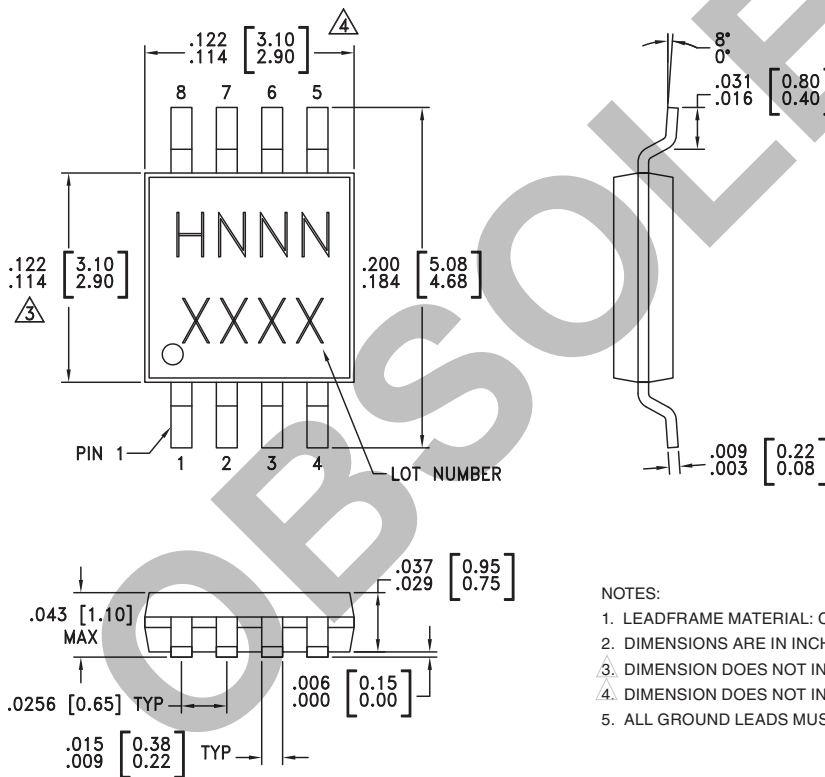 4
.122 [3.10]
.114 [2.90]
8 7 6 5
HNNN
XXXX
.122 [3.10]
.114 [2.90]
3
.200 [5.08]
.184 [4.68]
PIN 1
1 2 3 4
LOT NUMBER
8°
0°
.031 [0.80]
.016 [0.40]
.009 [0.22]
.003 [0.08]
.043 [1.10]
MAX
.037 [0.95]
.029 [0.75]
.0256 [0.65] TYP
.006 [0.15]
.000 [0.00]
.015 [0.38]
.009 [0.22]
TYP
NOTES:
1. LEADFRAME MATERIAL:
2. DIMENSIONS ARE IN
3. DIMENSION DOES NOT
4. DIMENSION DOES NOT
5. ALL GROUND LEADS
OBSOLE